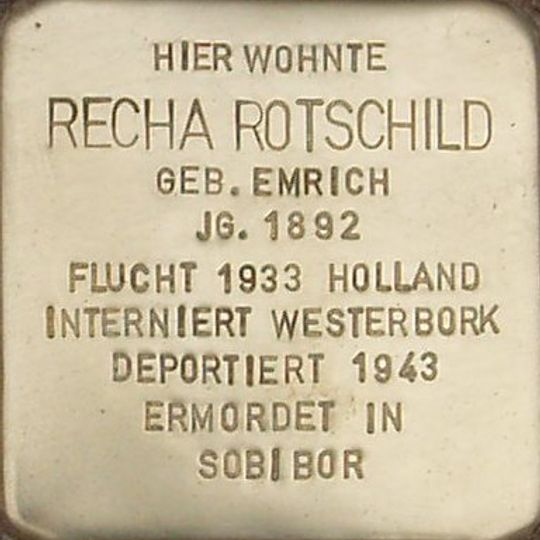 HIER WOHNTE
RECHA ROTSCHILD
GEB. EMRICH
JG. 1892
FLUCHT 1933 HOLLAND
INTERNIERT WESTERBORK
DEPORTIERT 1943
ERMORDET IN
SOBIBOR